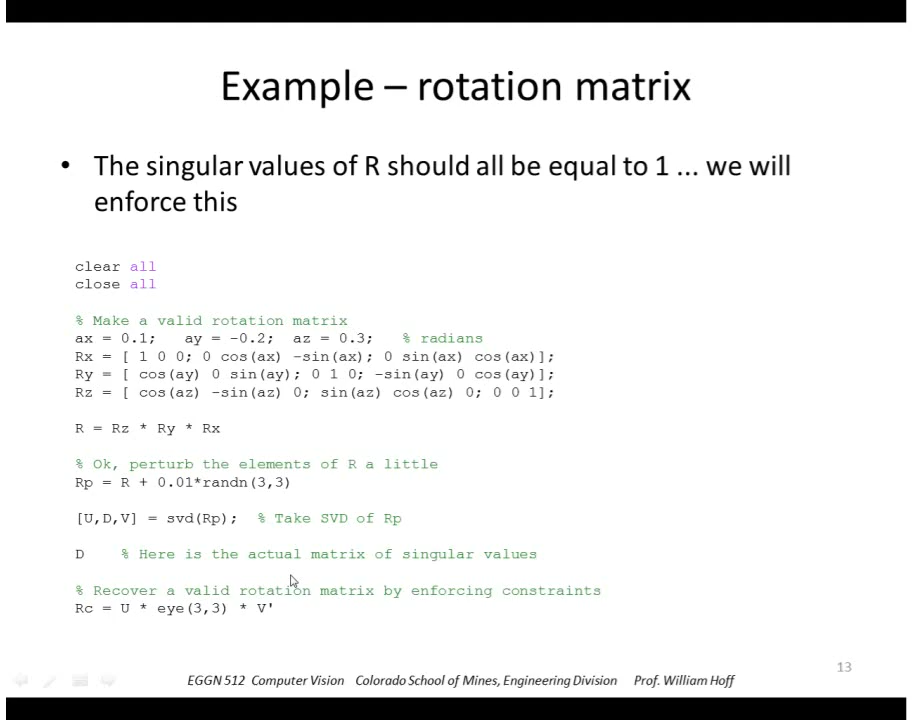 Example – rotation matrix
• The singular values of R should all be equal to 1 ... we will
enforce this
clear all
close all
% Make a valid rotation matrix
ax = 0.1;   ay = -0.2;  az = 0.3;   % radians
Rx = [ 1 0 0; 0 cos(ax) -sin(ax); 0 sin(ax) cos(ax)];
Ry = [ cos(ay) 0 sin(ay); 0 1 0; -sin(ay) 0 cos(ay)];
Rz = [ cos(az) -sin(az) 0; sin(az) cos(az) 0; 0 0 1];
R = Rz * Ry * Rx
% Ok, perturb the elements of R a little
Rp = R + 0.01*randn(3,3)
[U,D,V] = svd(Rp);  % Take SVD of Rp
D    % Here is the actual matrix of singular values
% Recover a valid rotation matrix by enforcing constraints
Rc = U * eye(3,3) * V'
13
EGGN 512  Computer Vision   Colorado School of Mines, Engineering Division   Prof. William Hoff